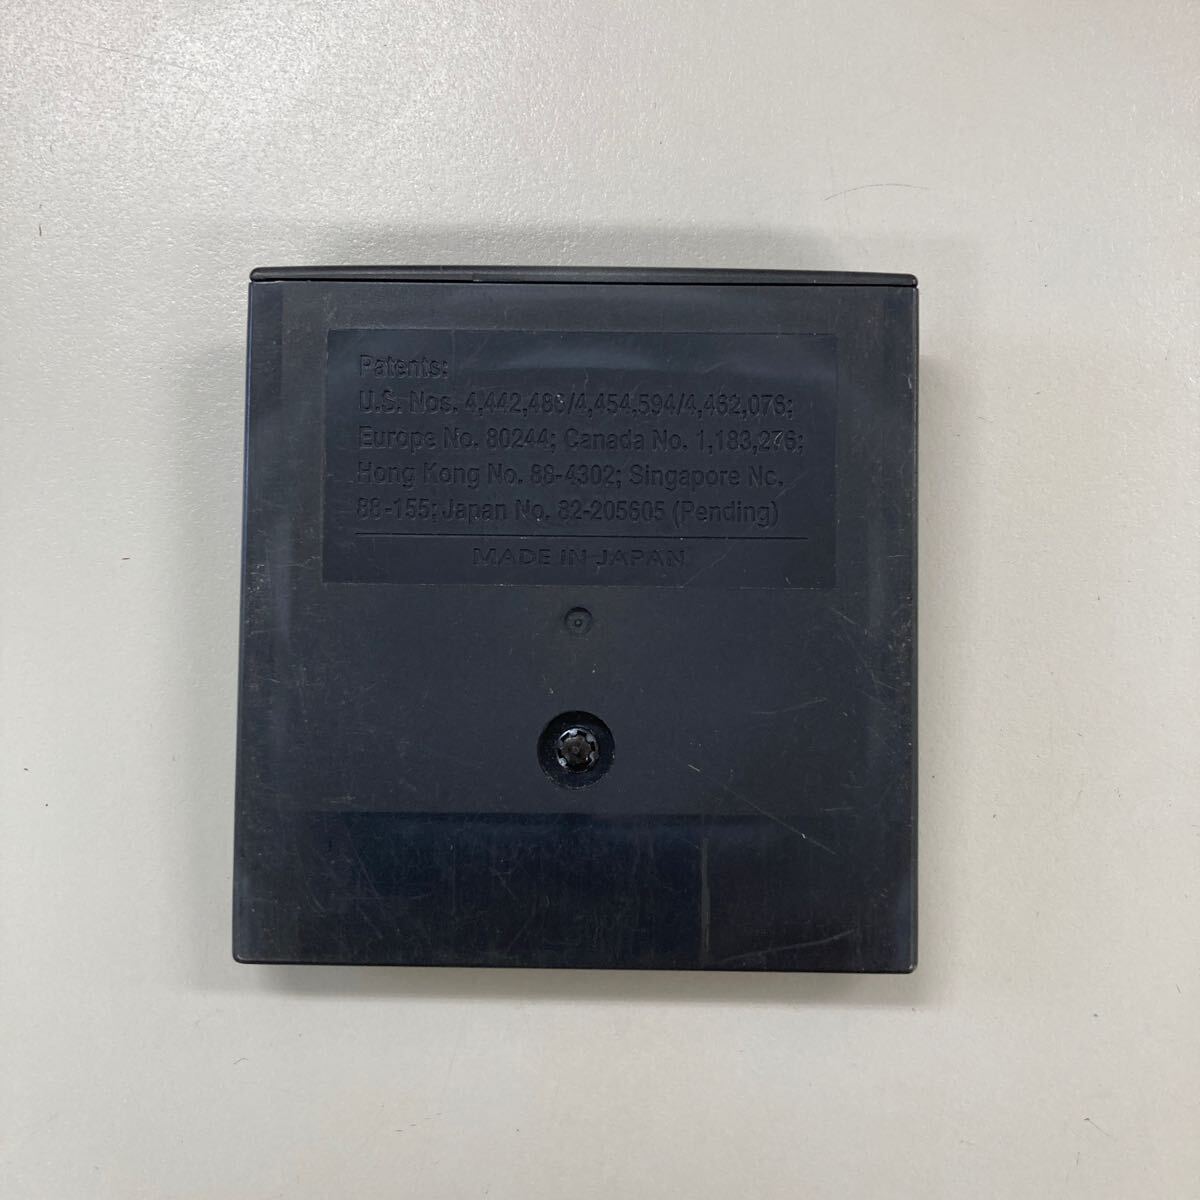 Patents:
U.S. Nos. 4,442,486/4,454,594/4,462,076;
Europe No. 80244; Canada No. 1,183,276;
Hong Kong No. 88-4302; Singapore No.
88-155; Japan No. 82-205605 (Pending)
MADE IN JAPAN